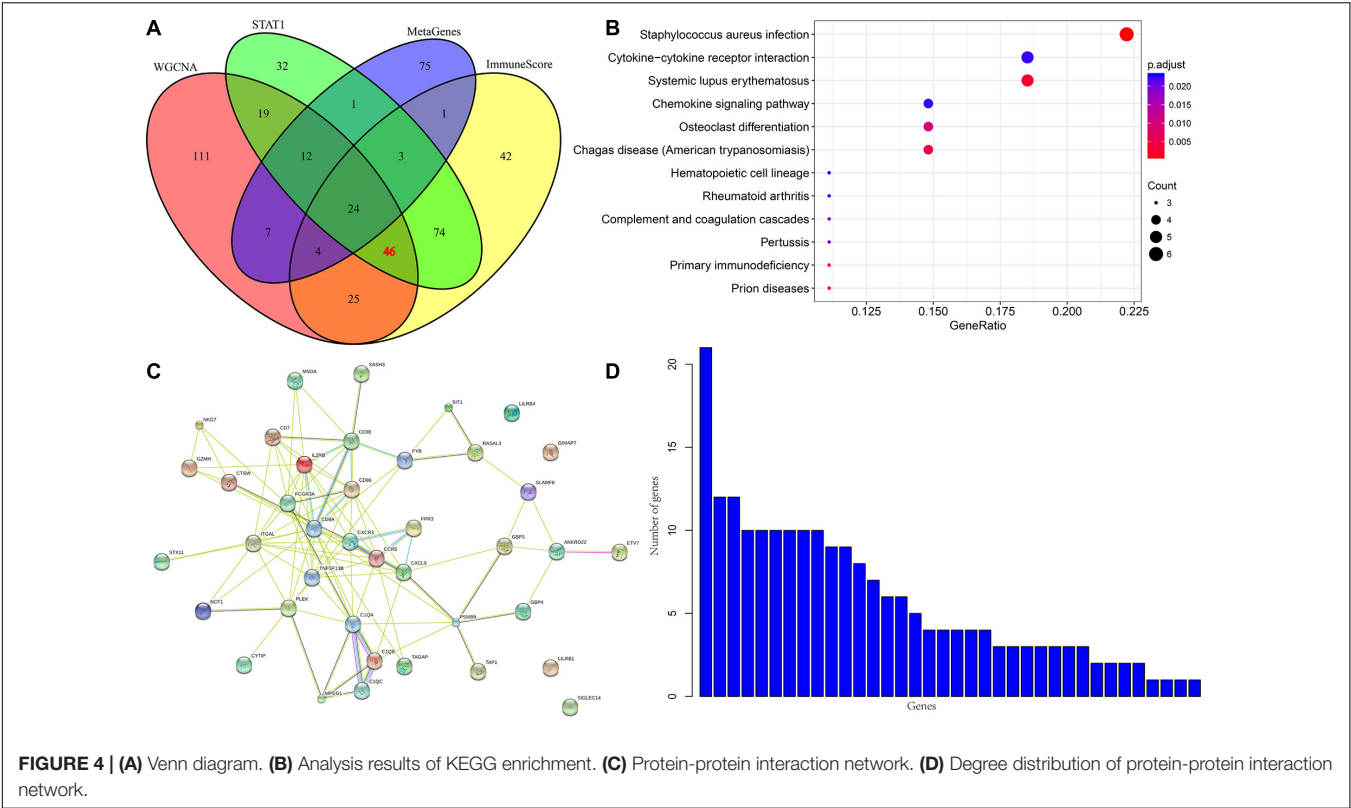 A
STAT1
MetaGenes
WGCNA
ImmuneScore
32
75
19
1
1
111
12
3
42
24
7
4
46
74
25
B
Staphylococcus aureus infection
Cytokine−cytokine receptor interaction
Systemic lupus erythematosus
Chemokine signaling pathway
Osteoclast differentiation
Chagas disease (American trypanosomiasis)
Hematopoietic cell lineage
Rheumatoid arthritis
Complement and coagulation cascades
Pertussis
Primary immunodeficiency
Prion diseases
0.125 0.150 0.175 0.200 0.225
GeneRatio
p.adjust
0.020
0.015
0.010
0.005
Count
3
4
5
6
C
SASH3
MNDA
SIT1
LILRB4
NKG7
CD7
CD3E
RASAL3
GIMAP7
GZMH
IL2RB
FYB
CTSW
CD86
SLAMF8
FCGR3A
CD8A
FPR3
ITGAL
CXCR3
GBP5
ANKRD22
ETV7
STX11
CCR5
TNFSF13B
CXCL9
NCF1
PLEK
GBP4
C1QA
PSMB9
CYTIP
C1QB
TAGAP
TAP1
LILRB1
MPEG1
C1QC
SIGLEC14
D
Number of genes
20
15
10
5
0
Genes
FIGURE 4 | (A) Venn diagram. (B) Analysis results of KEGG enrichment. (C) Protein-protein interaction network. (D) Degree distribution of protein-protein interaction
network.